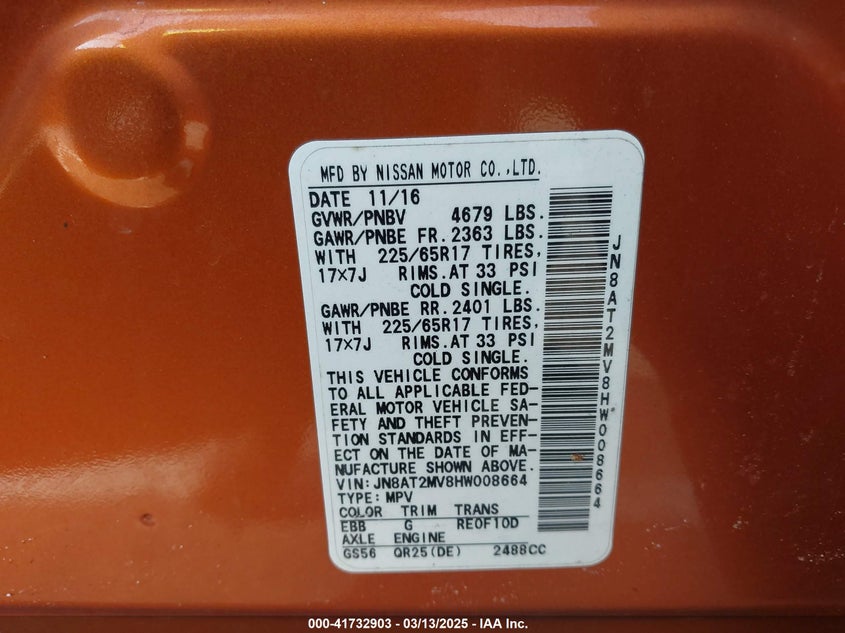 MFD BY NISSAN MOTOR CO.,LTD.
DATE 11/16
GVWR/PNBV 4679 LBS.
GAWR/PNBE FR. 2363 LBS.
WITH 225/65R17 TIRES,
17×7J RIMS. AT 33 PSI
COLD SINGLE.
GAWR/PNBE RR. 2401 LBS.
WITH 225/65R17 TIRES,
17×7J RIMS. AT 33 PSI
COLD SINGLE.
THIS VEHICLE CONFORMS
TO ALL APPLICABLE FED-
ERAL MOTOR VEHICLE SA-
FETY AND THEFT PREVEN-
TION STANDARDS IN EFF-
ECT ON THE DATE OF MA-
NUFACTURE SHOWN ABOVE.
VIN: JN8AT2MV8HW008664
TYPE: MPV
COLOR TRIM TRANS
EBB G RE0F10D
AXLE ENGINE
GS56 QR25(DE) 2488CC
JN8AT2MV8HW008664
000-41732903 - 03/13/2025 - IAA Inc.